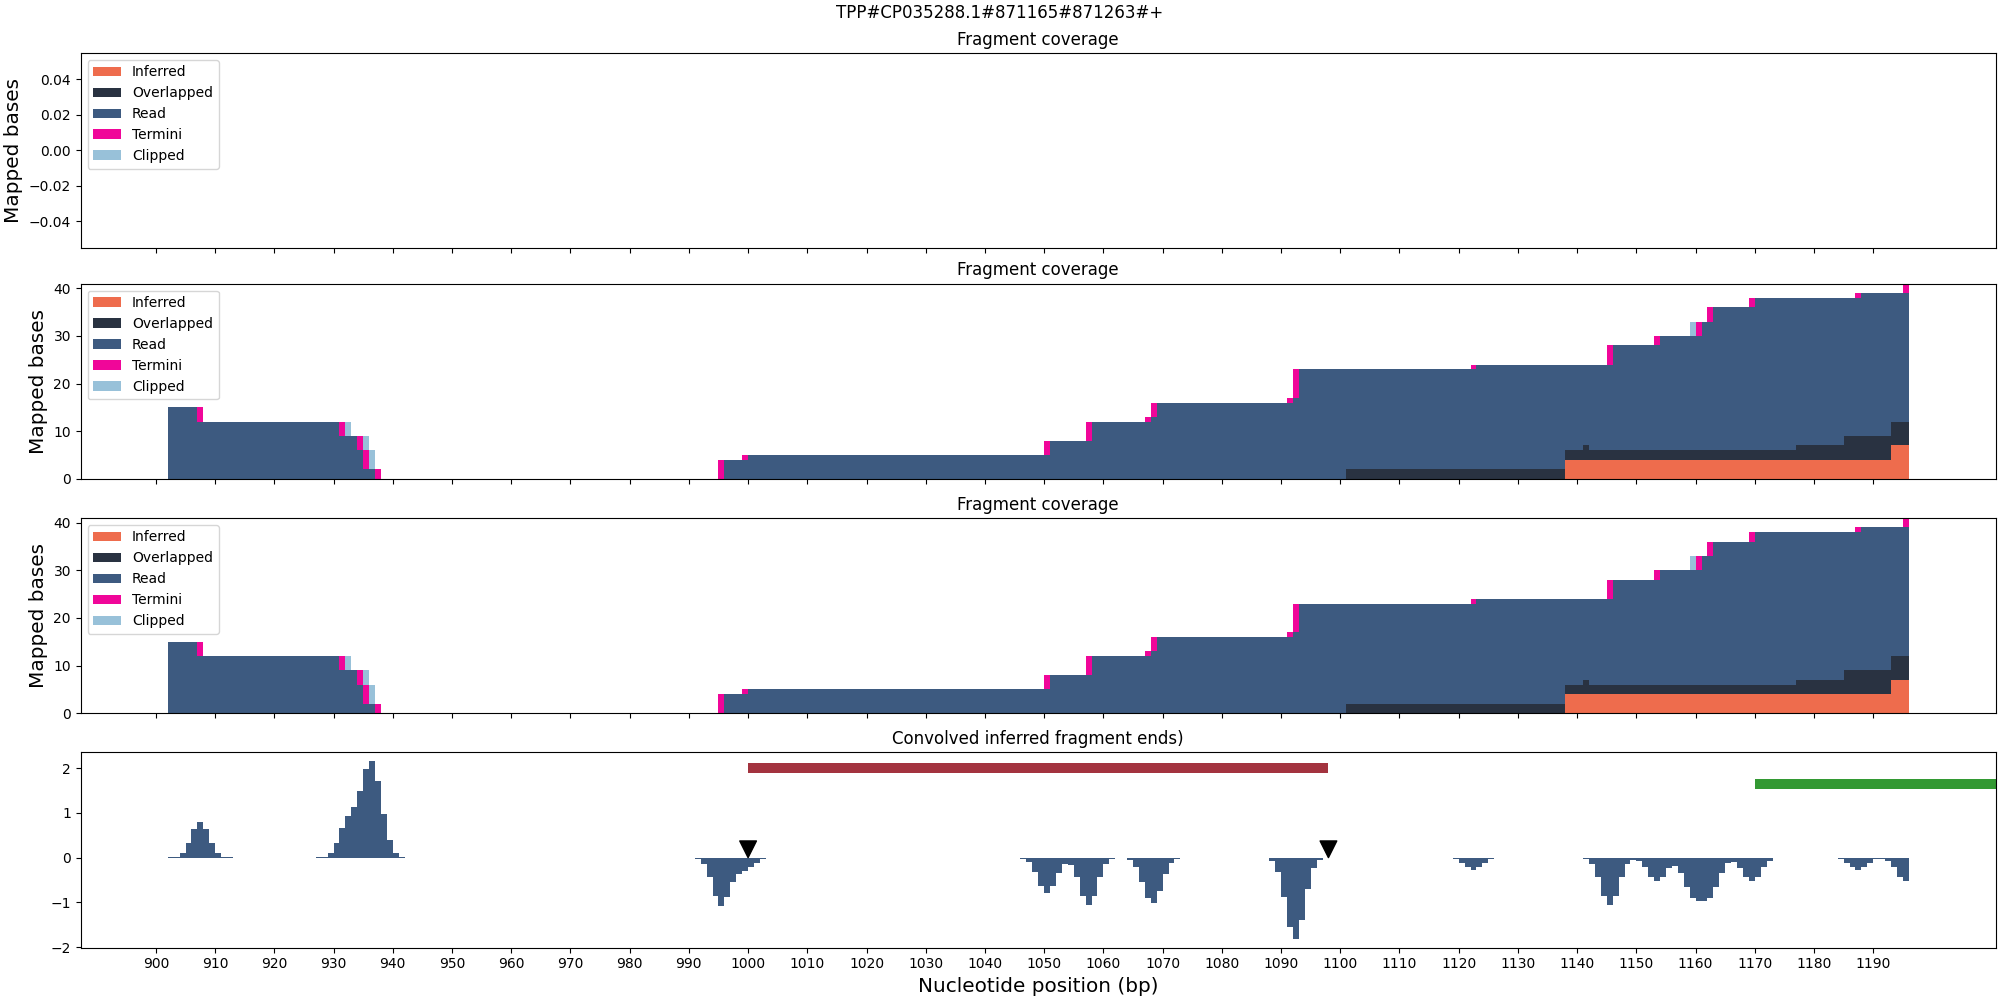 TPP#CP035288.1#871165#871263#+
Fragment coverage
Mapped bases
0.04
0.02
0.00
−0.02
−0.04
Inferred
Overlapped
Read
Termini
Clipped
Fragment coverage
Mapped bases
40
30
20
10
0
Inferred
Overlapped
Read
Termini
Clipped
Fragment coverage
Mapped bases
40
30
20
10
0
Inferred
Overlapped
Read
Termini
Clipped
Convolved inferred fragment ends)
2
1
0
−1
−2
900 910 920 930 940 950 960 970 980 990 1000 1010 1020 1030 1040 1050 1060 1070 1080 1090 1100 1110 1120 1130 1140 1150 1160 1170 1180 1190
Nucleotide position (bp)